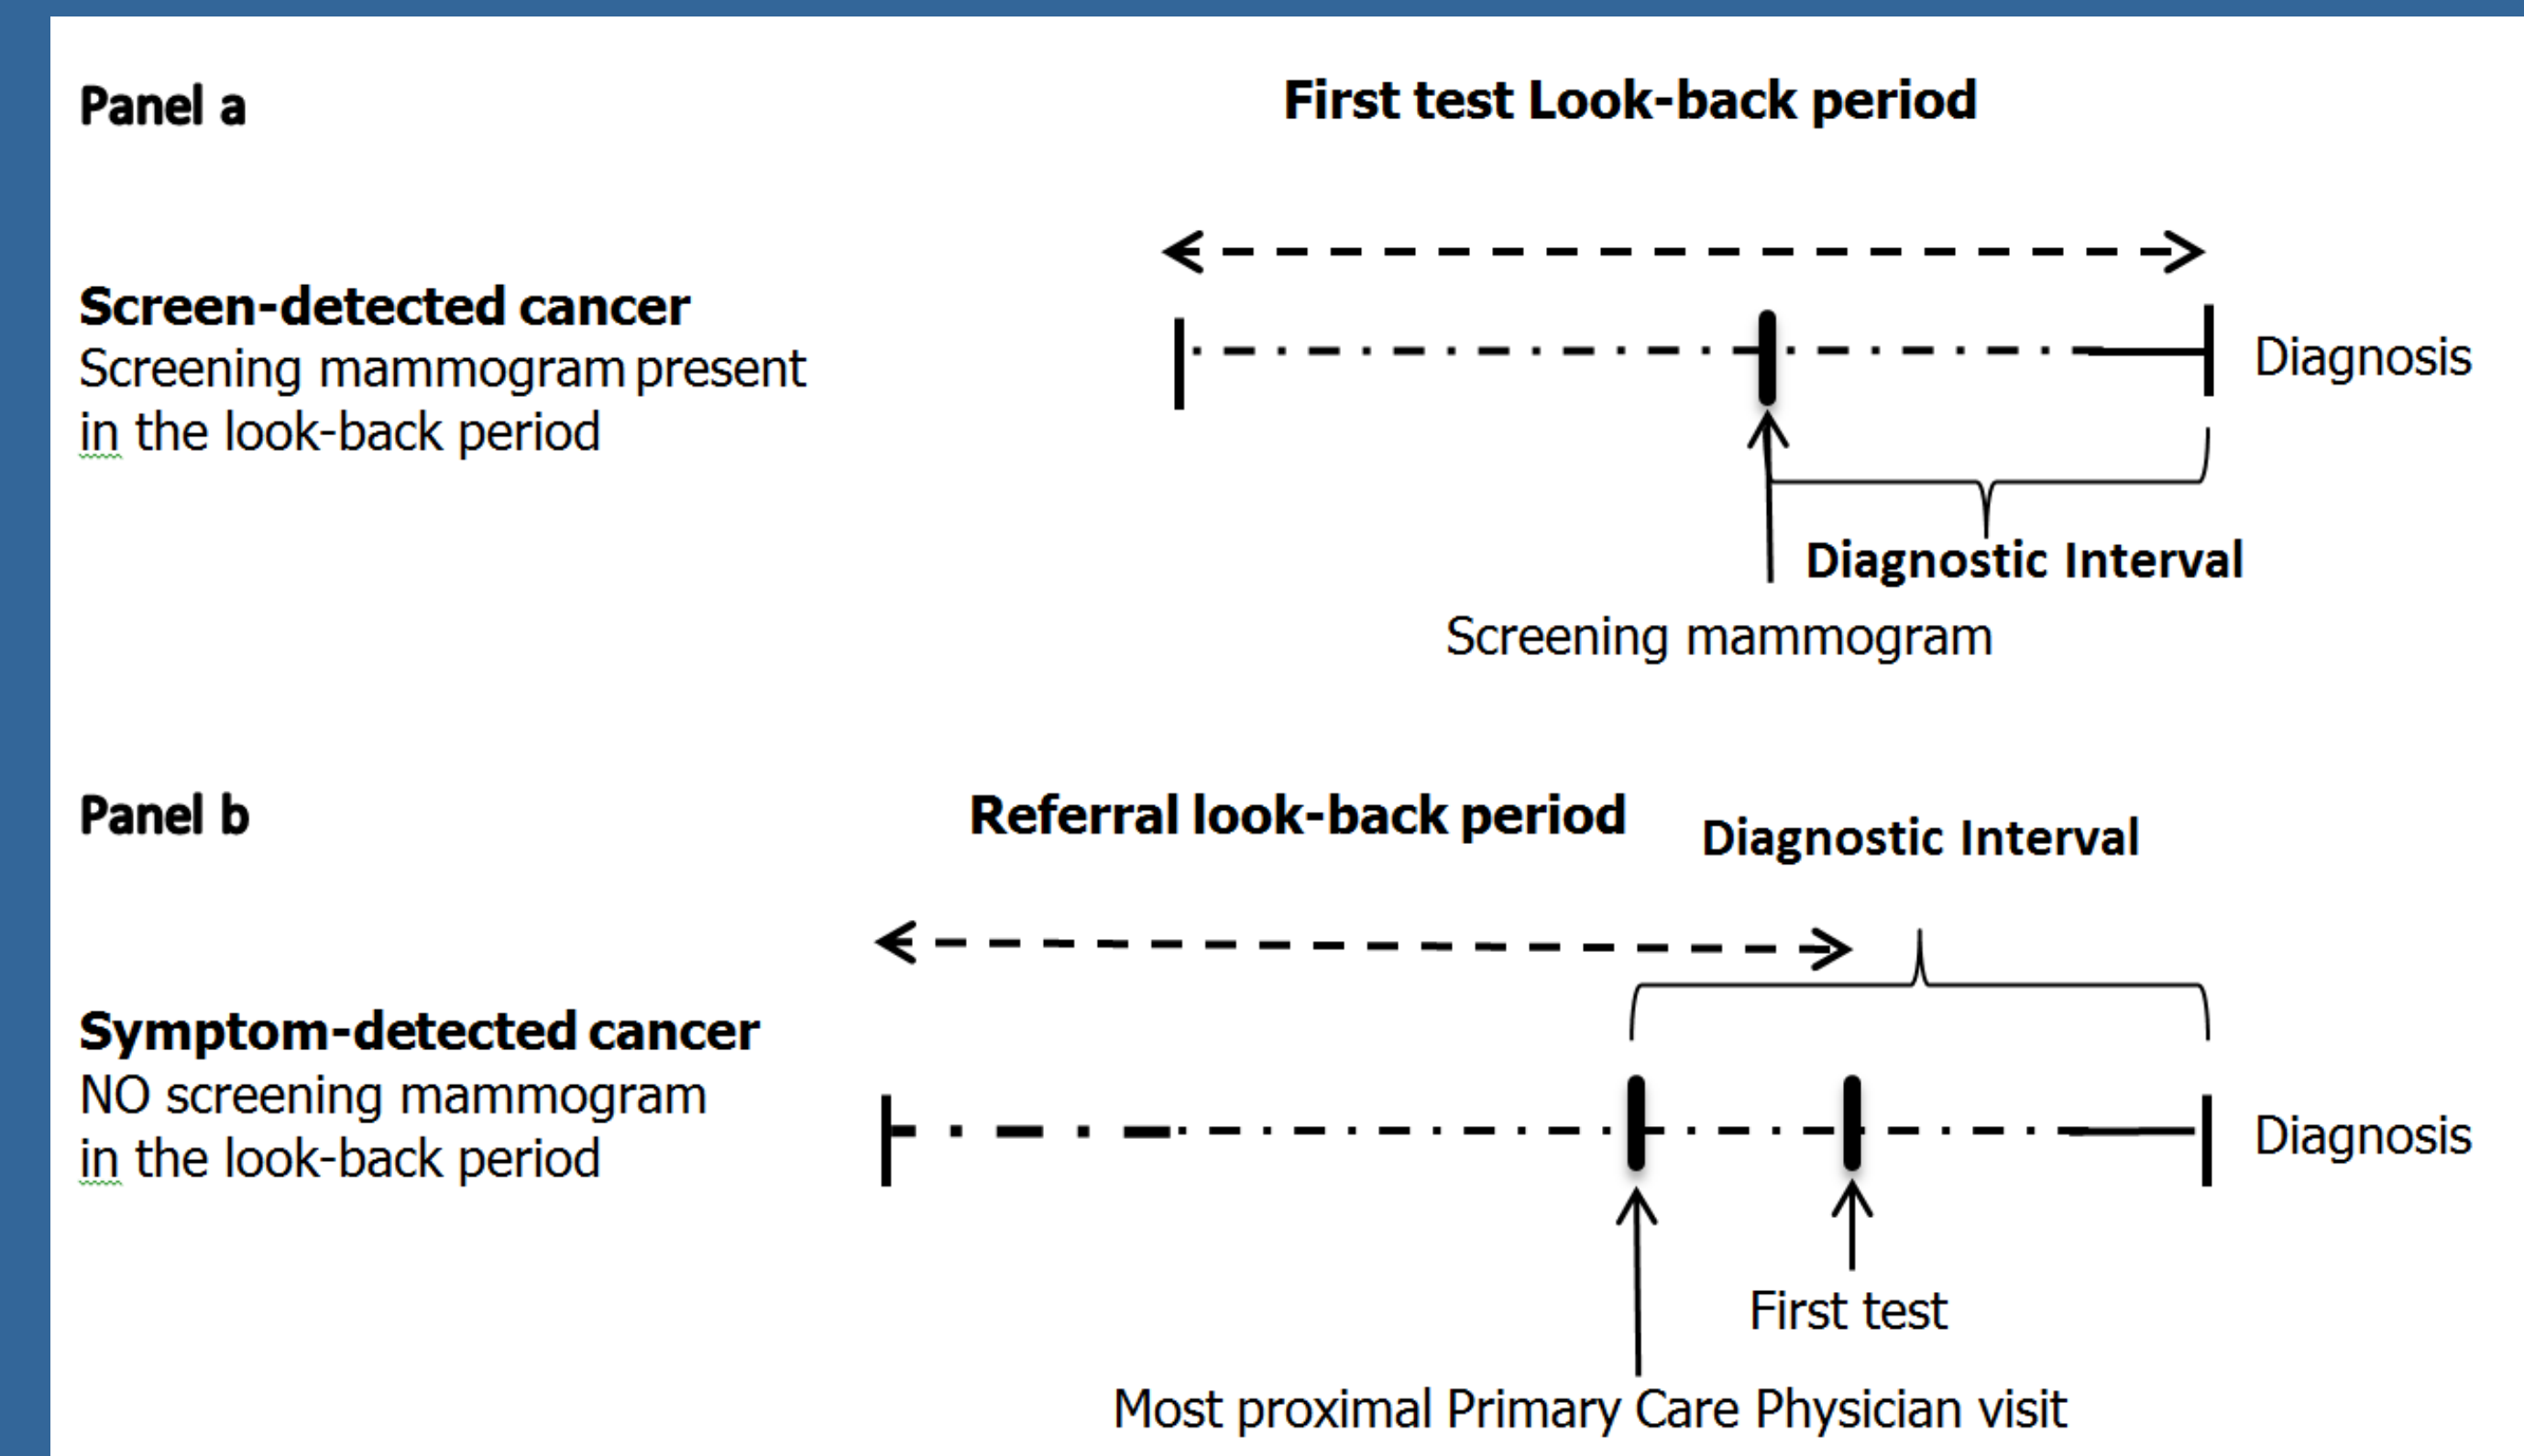 Panel a
First test Look-back period
Screen-detected cancer
Screening mammogram present
in the look-back period
Diagnosis
Diagnostic Interval
Screening mammogram
Panel b
Referral look-back period
Diagnostic Interval
Symptom-detected cancer
NO screening mammogram
in the look-back period
Diagnosis
First test
Most proximal Primary Care Physician visit